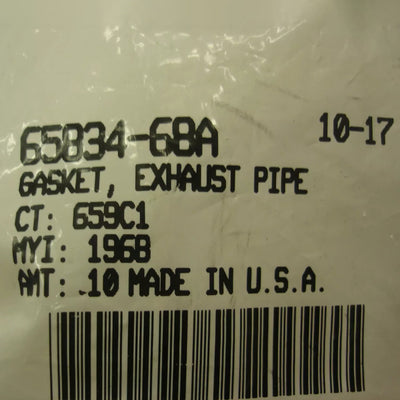 65834-68A 10-17
GASKET, EXHAUST PIPE
CT: 659C1
MYI: 1968
AMT: .10 MADE IN U.S.A.